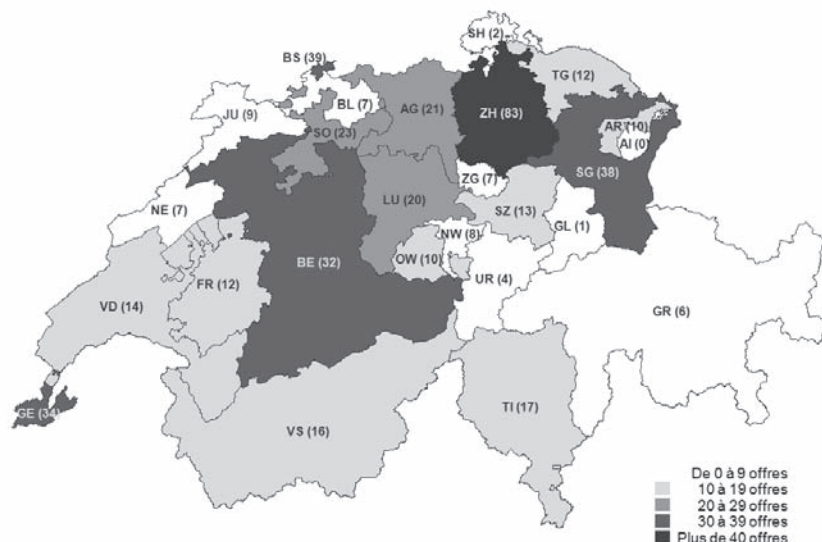 SH (2)
BS (39)
TG (12)
BL (7)
AG (21)
ZH (83)
JU (9)
SO (23)
AR (10)
AI (0)
ZG (7)
SG (38)
LU (20)
NE (7)
SZ (13)
GL (1)
NW (8)
OW (10)
BE (32)
FR (12)
UR (4)
VD (14)
GR (6)
GE (34)
TI (17)
VS (16)
De 0 à 9 offres
10 à 19 offres
20 à 29 offres
30 à 39 offres
Plus de 40 offres